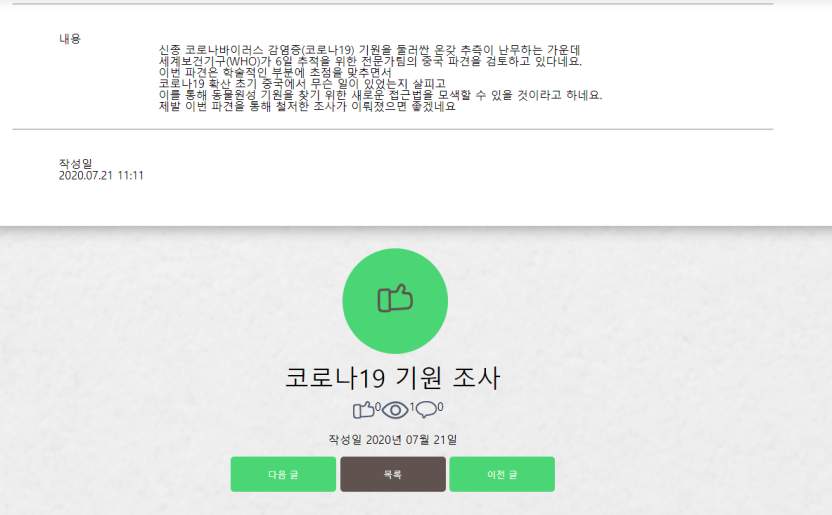 내용
신종 코로나바이러스 감염증(코로나19) 기원을 둘러싼 온갖 추측이 난무하는 가운데
세계보건기구(WHO)가 6일 추적을 위한 전문가팀의 중국 파견을 검토하고 있다네요.
이번 파견은 학술적인 부분에 초점을 맞추면서
코로나19 확산 초기 중국에서 무슨 일이 있었는지 살피고
이를 통해 동물원성 기원을 찾기 위한 새로운 접근법을 모색할 수 있을 것이라고 하네요.
제발 이번 파견을 통해 철저한 조사가 이뤄졌으면 좋겠네요
작성일
2020.07.21 11:11
코로나19 기원 조사
0 1 0
작성일 2020년 07월 21일
다음 글 목록 이전 글